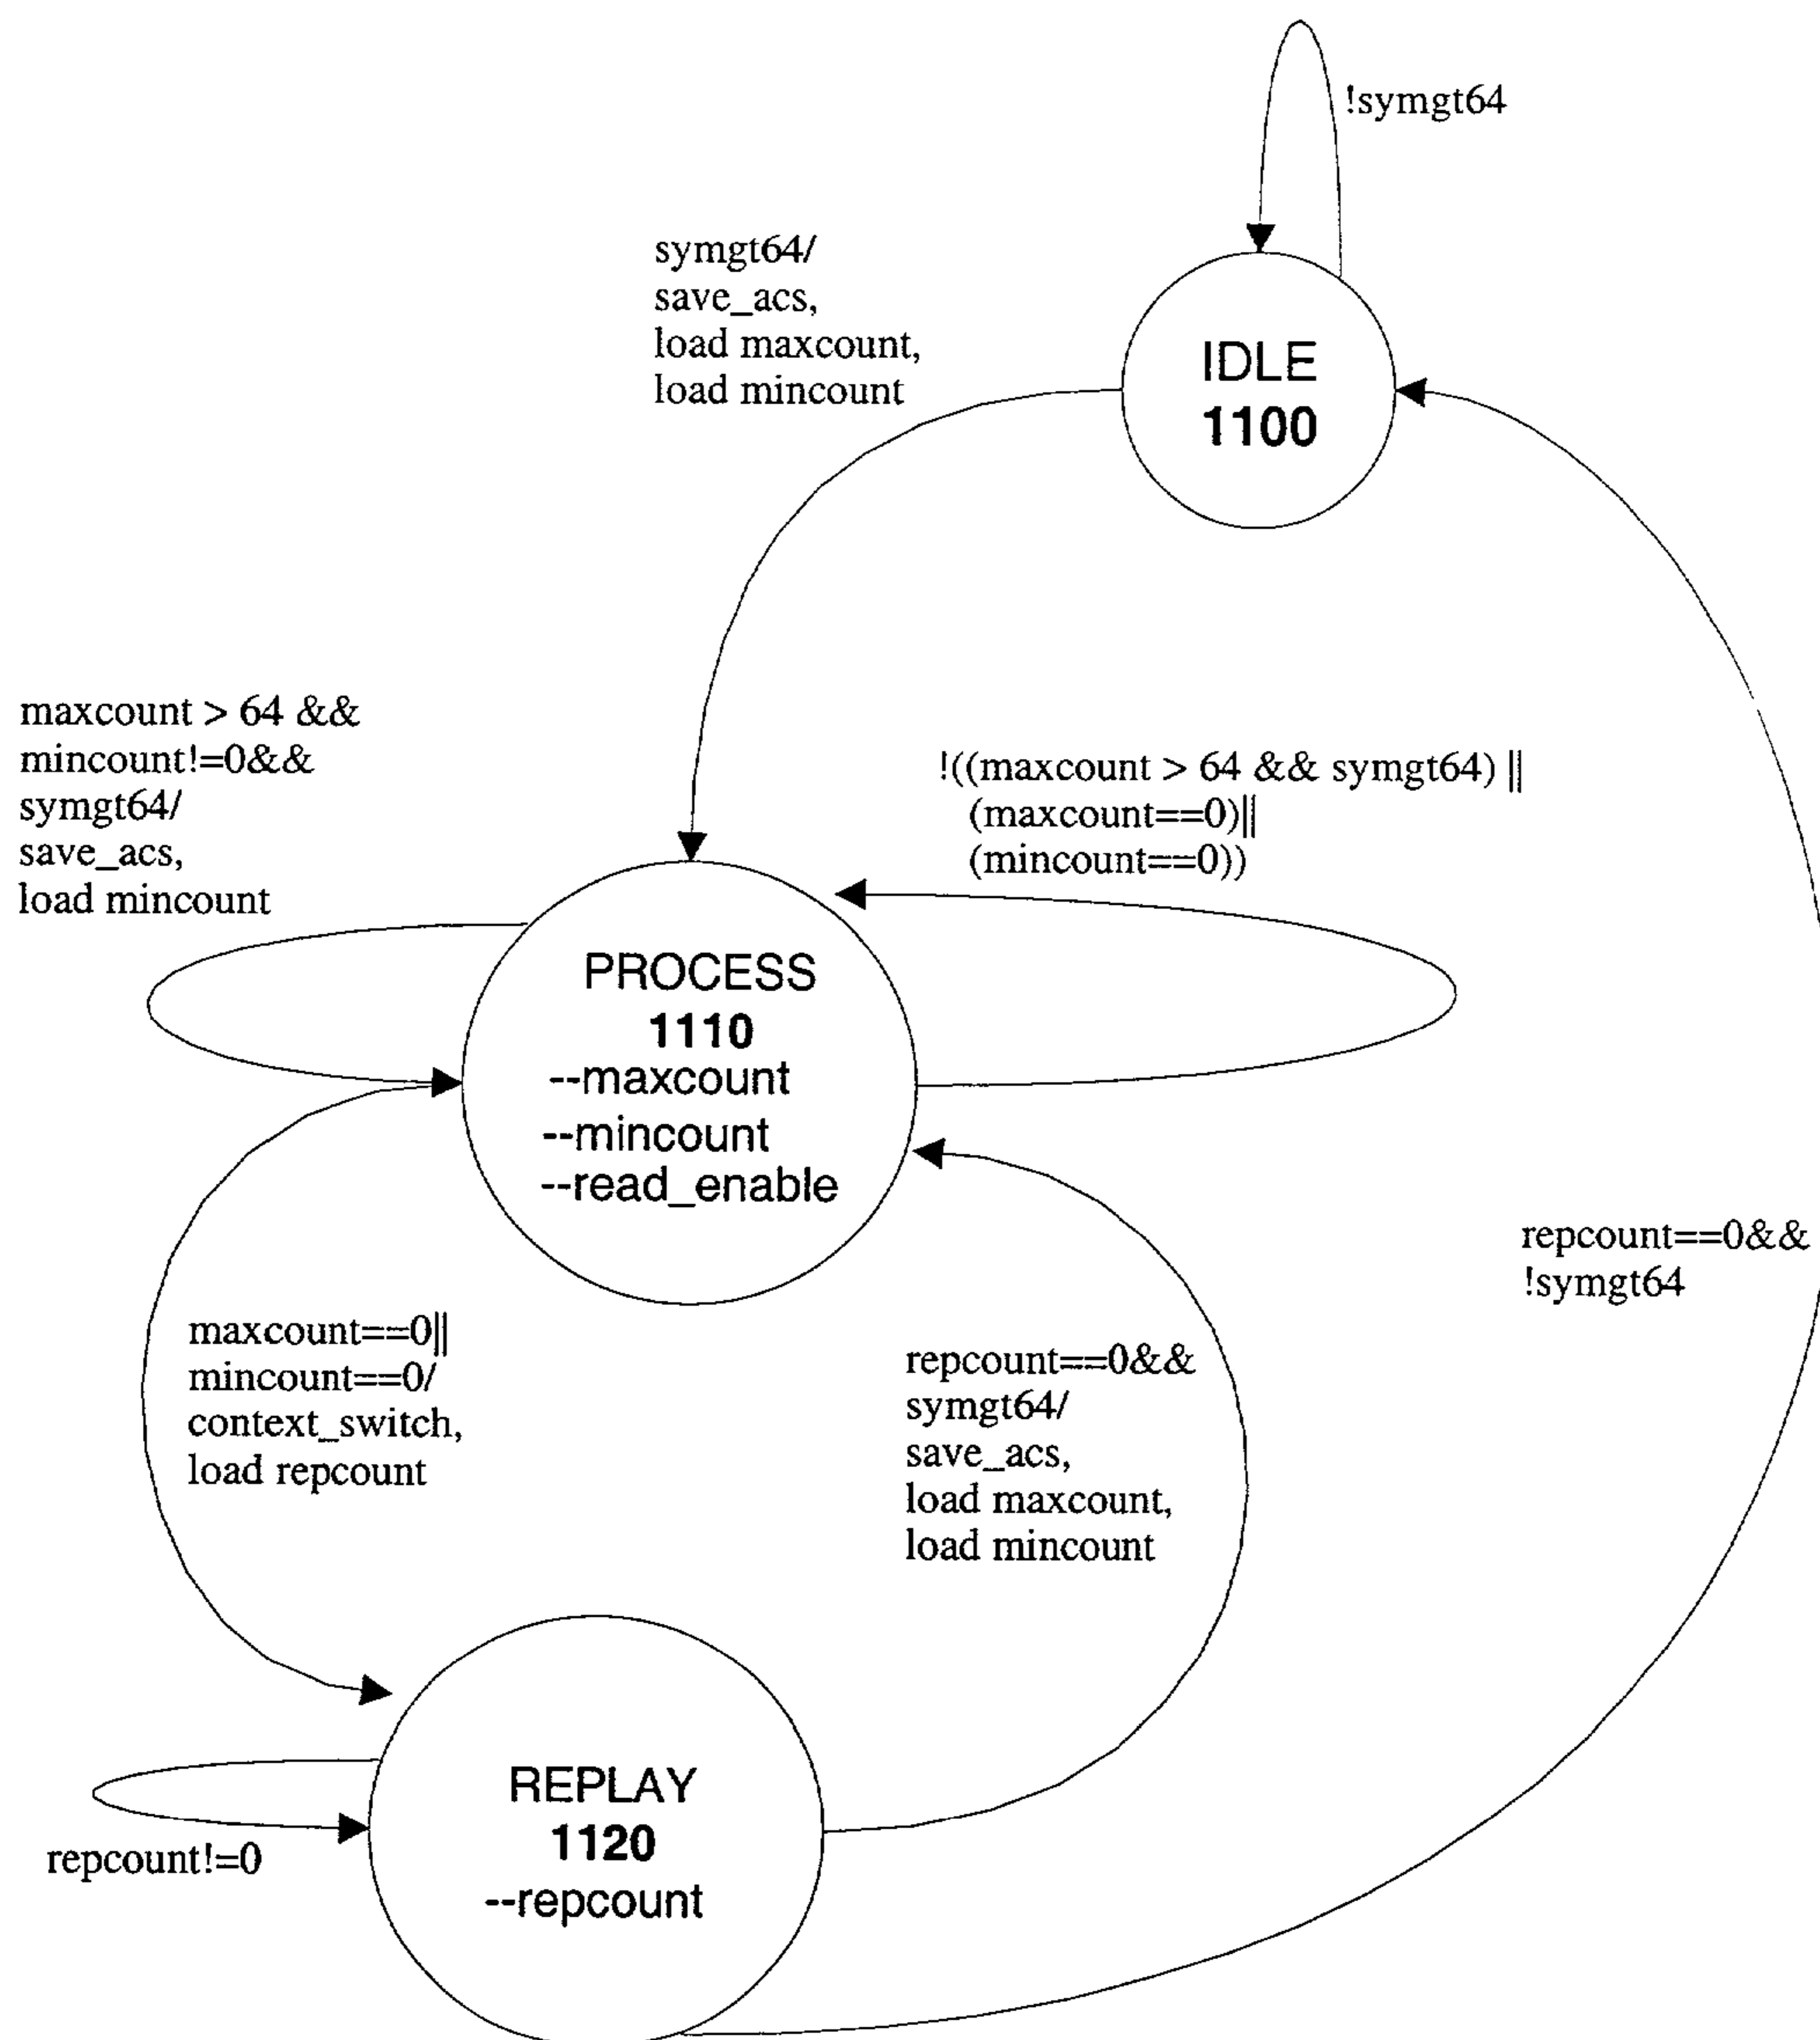 !symgt64
symgt64/
save_acs,
load maxcount,
load mincount
IDLE
1100
maxcount > 64 &&
mincount!=0&&
symgt64/
save_acs,
load mincount
!((maxcount > 64 && symgt64) ||
(maxcount==0)||
(mincount==0))
PROCESS
1110
--maxcount
--mincount
--read_enable
repcount==0&&
!symgt64
maxcount==0||
mincount==0/
context_switch,
load repcount
repcount==0&&
symgt64/
save_acs,
load maxcount,
load mincount
REPLAY
1120
--repcount
repcount!=0